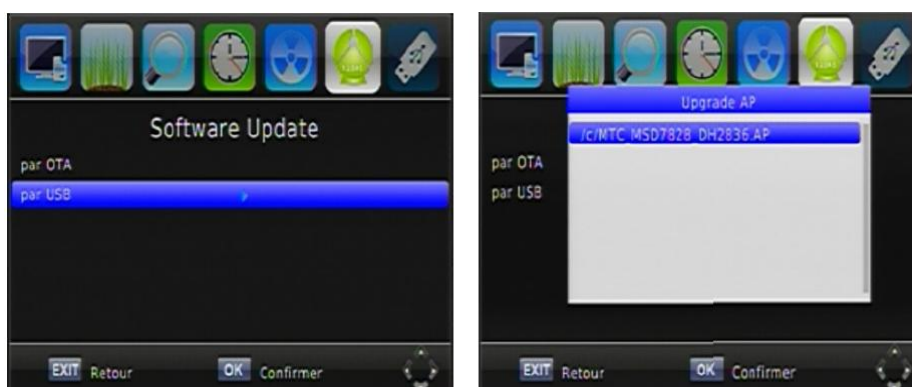 Software Update
par OTA
par USB
EXIT Retour OK Confirmer
Upgrade AP
/c/MTC_MSD7828_DH2836.AP
par OTA
par USB
EXIT Retour OK Confirmer